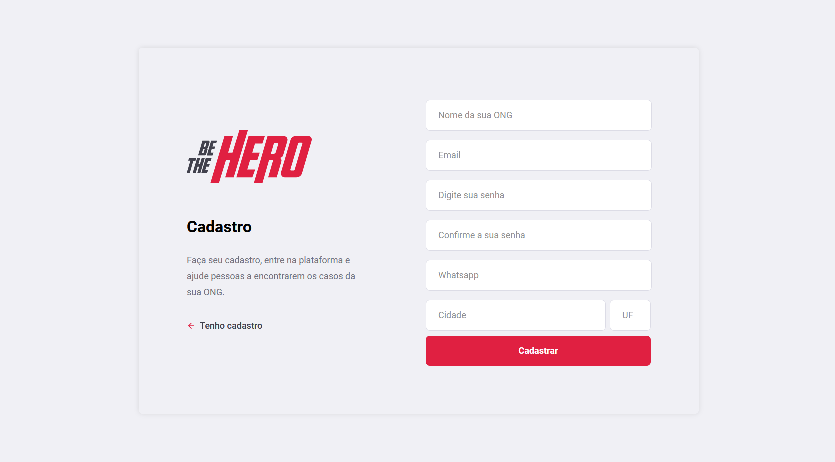 BE
THE HERO
Cadastro
Faça seu cadastro, entre na plataforma e
ajude pessoas a encontrarem os casos da
sua ONG.
← Tenho cadastro
Nome da sua ONG
Email
Digite sua senha
Confirme a sua senha
Whatsapp
Cidade UF
Cadastrar